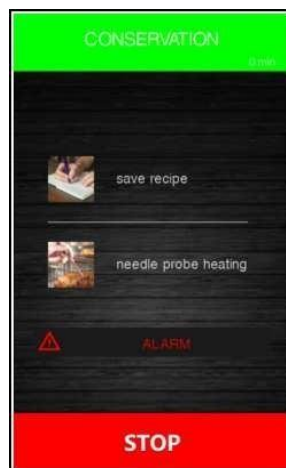 CONSERVATION
0 min
save recipe
needle probe heating
ALARM
STOP